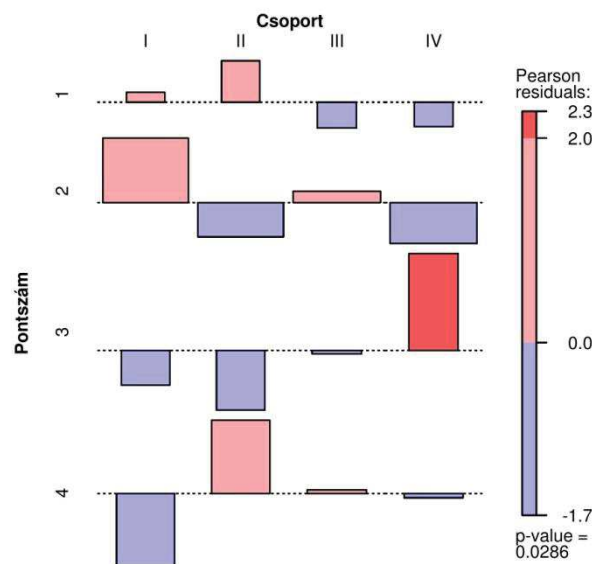 Csoport
I II III IV
Pontszám
1
2
3
4
Pearson
residuals:
2.3
2.0
0.0
-1.7
p-value =
0.0286